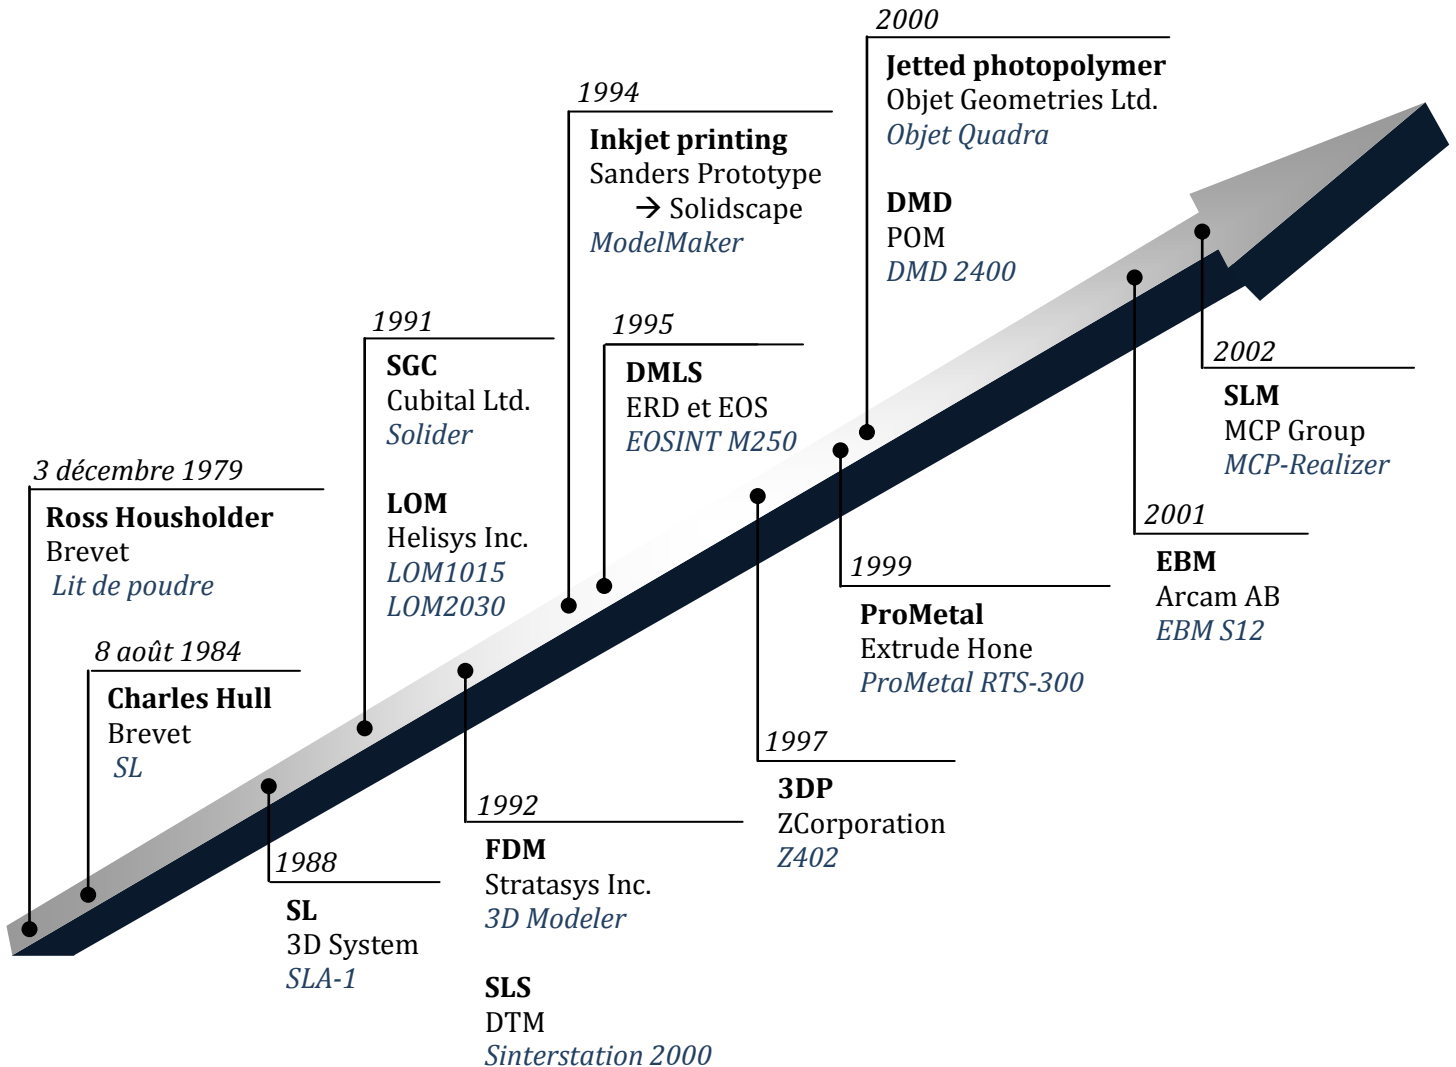 3 décembre 1979
Ross Housholder
Brevet
Lit de poudre
8 août 1984
Charles Hull
Brevet
SL
1988
SL
3D System
SLA-1
1991
SGC
Cubital Ltd.
Solider
LOM
Helisys Inc.
LOM1015
LOM2030
1992
FDM
Stratasys Inc.
3D Modeler
SLS
DTM
Sinterstation 2000
1994
Inkjet printing
Sanders Prototype
→ Solidscape
ModelMaker
1995
DMLS
ERD et EOS
EOSINT M250
1997
3DP
ZCorporation
Z402
1999
ProMetal
Extrude Hone
ProMetal RTS-300
2000
Jetted photopolymer
Objet Geometries Ltd.
Objet Quadra
DMD
POM
DMD 2400
2001
EBM
Arcam AB
EBM S12
2002
SLM
MCP Group
MCP-Realizer